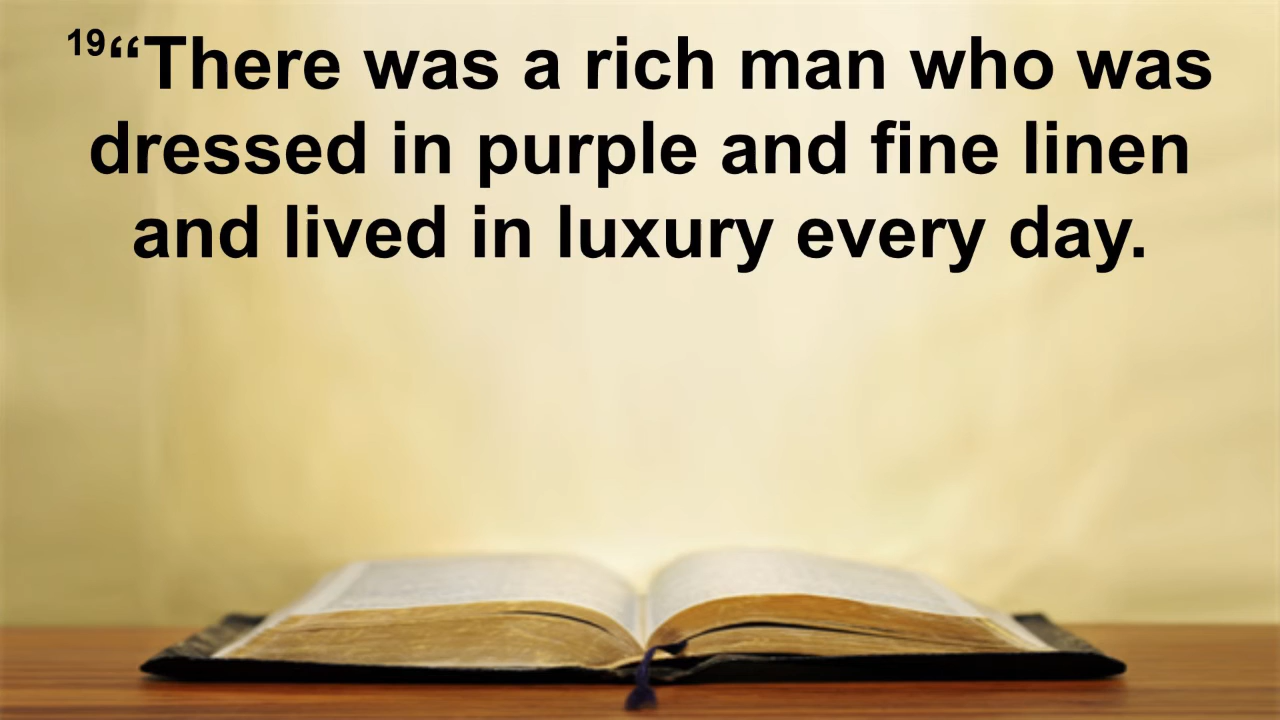 19“There was a rich man who was
dressed in purple and fine linen
and lived in luxury every day.